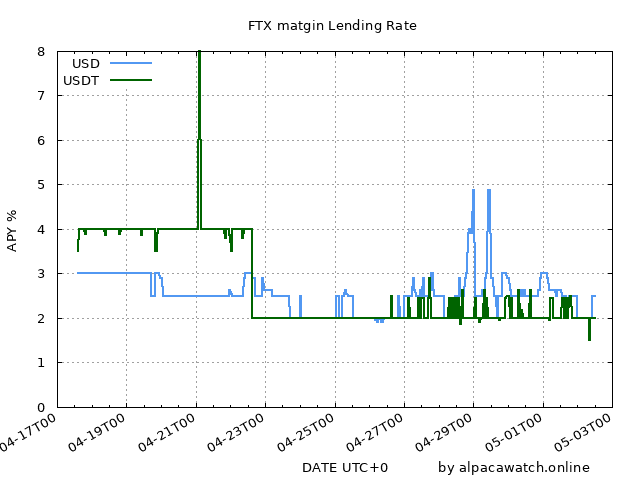 FTX matgin Lending Rate
USD
USDT
8
7
6
5
4
3
2
1
0
APY %
04-17T00
04-19T00
04-21T00
04-23T00
04-25T00
04-27T00
04-29T00
05-01T00
05-03T00
DATE UTC+0
by alpacawatch.online